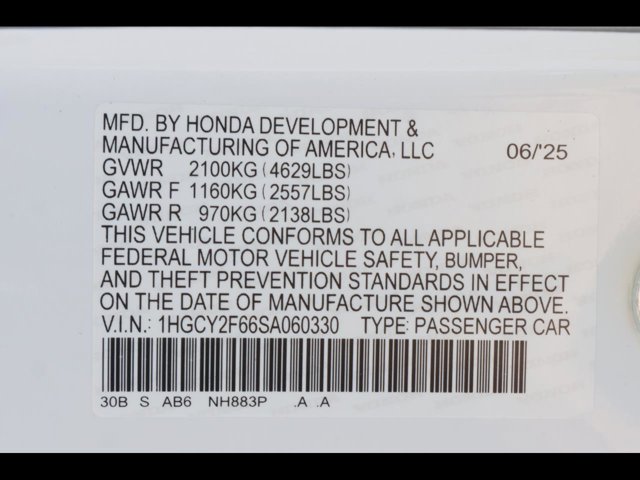 MFD. BY HONDA DEVELOPMENT &
MANUFACTURING OF AMERICA, LLC 06/'25
GVWR 2100KG (4629LBS)
GAWR F 1160KG (2557LBS)
GAWR R 970KG (2138LBS)
THIS VEHICLE CONFORMS TO ALL APPLICABLE
FEDERAL MOTOR VEHICLE SAFETY, BUMPER,
AND THEFT PREVENTION STANDARDS IN EFFECT
ON THE DATE OF MANUFACTURE SHOWN ABOVE.
V.I.N.: 1HGCY2F66SA060330 TYPE: PASSENGER CAR
30B S AB6 NH883P .A .A